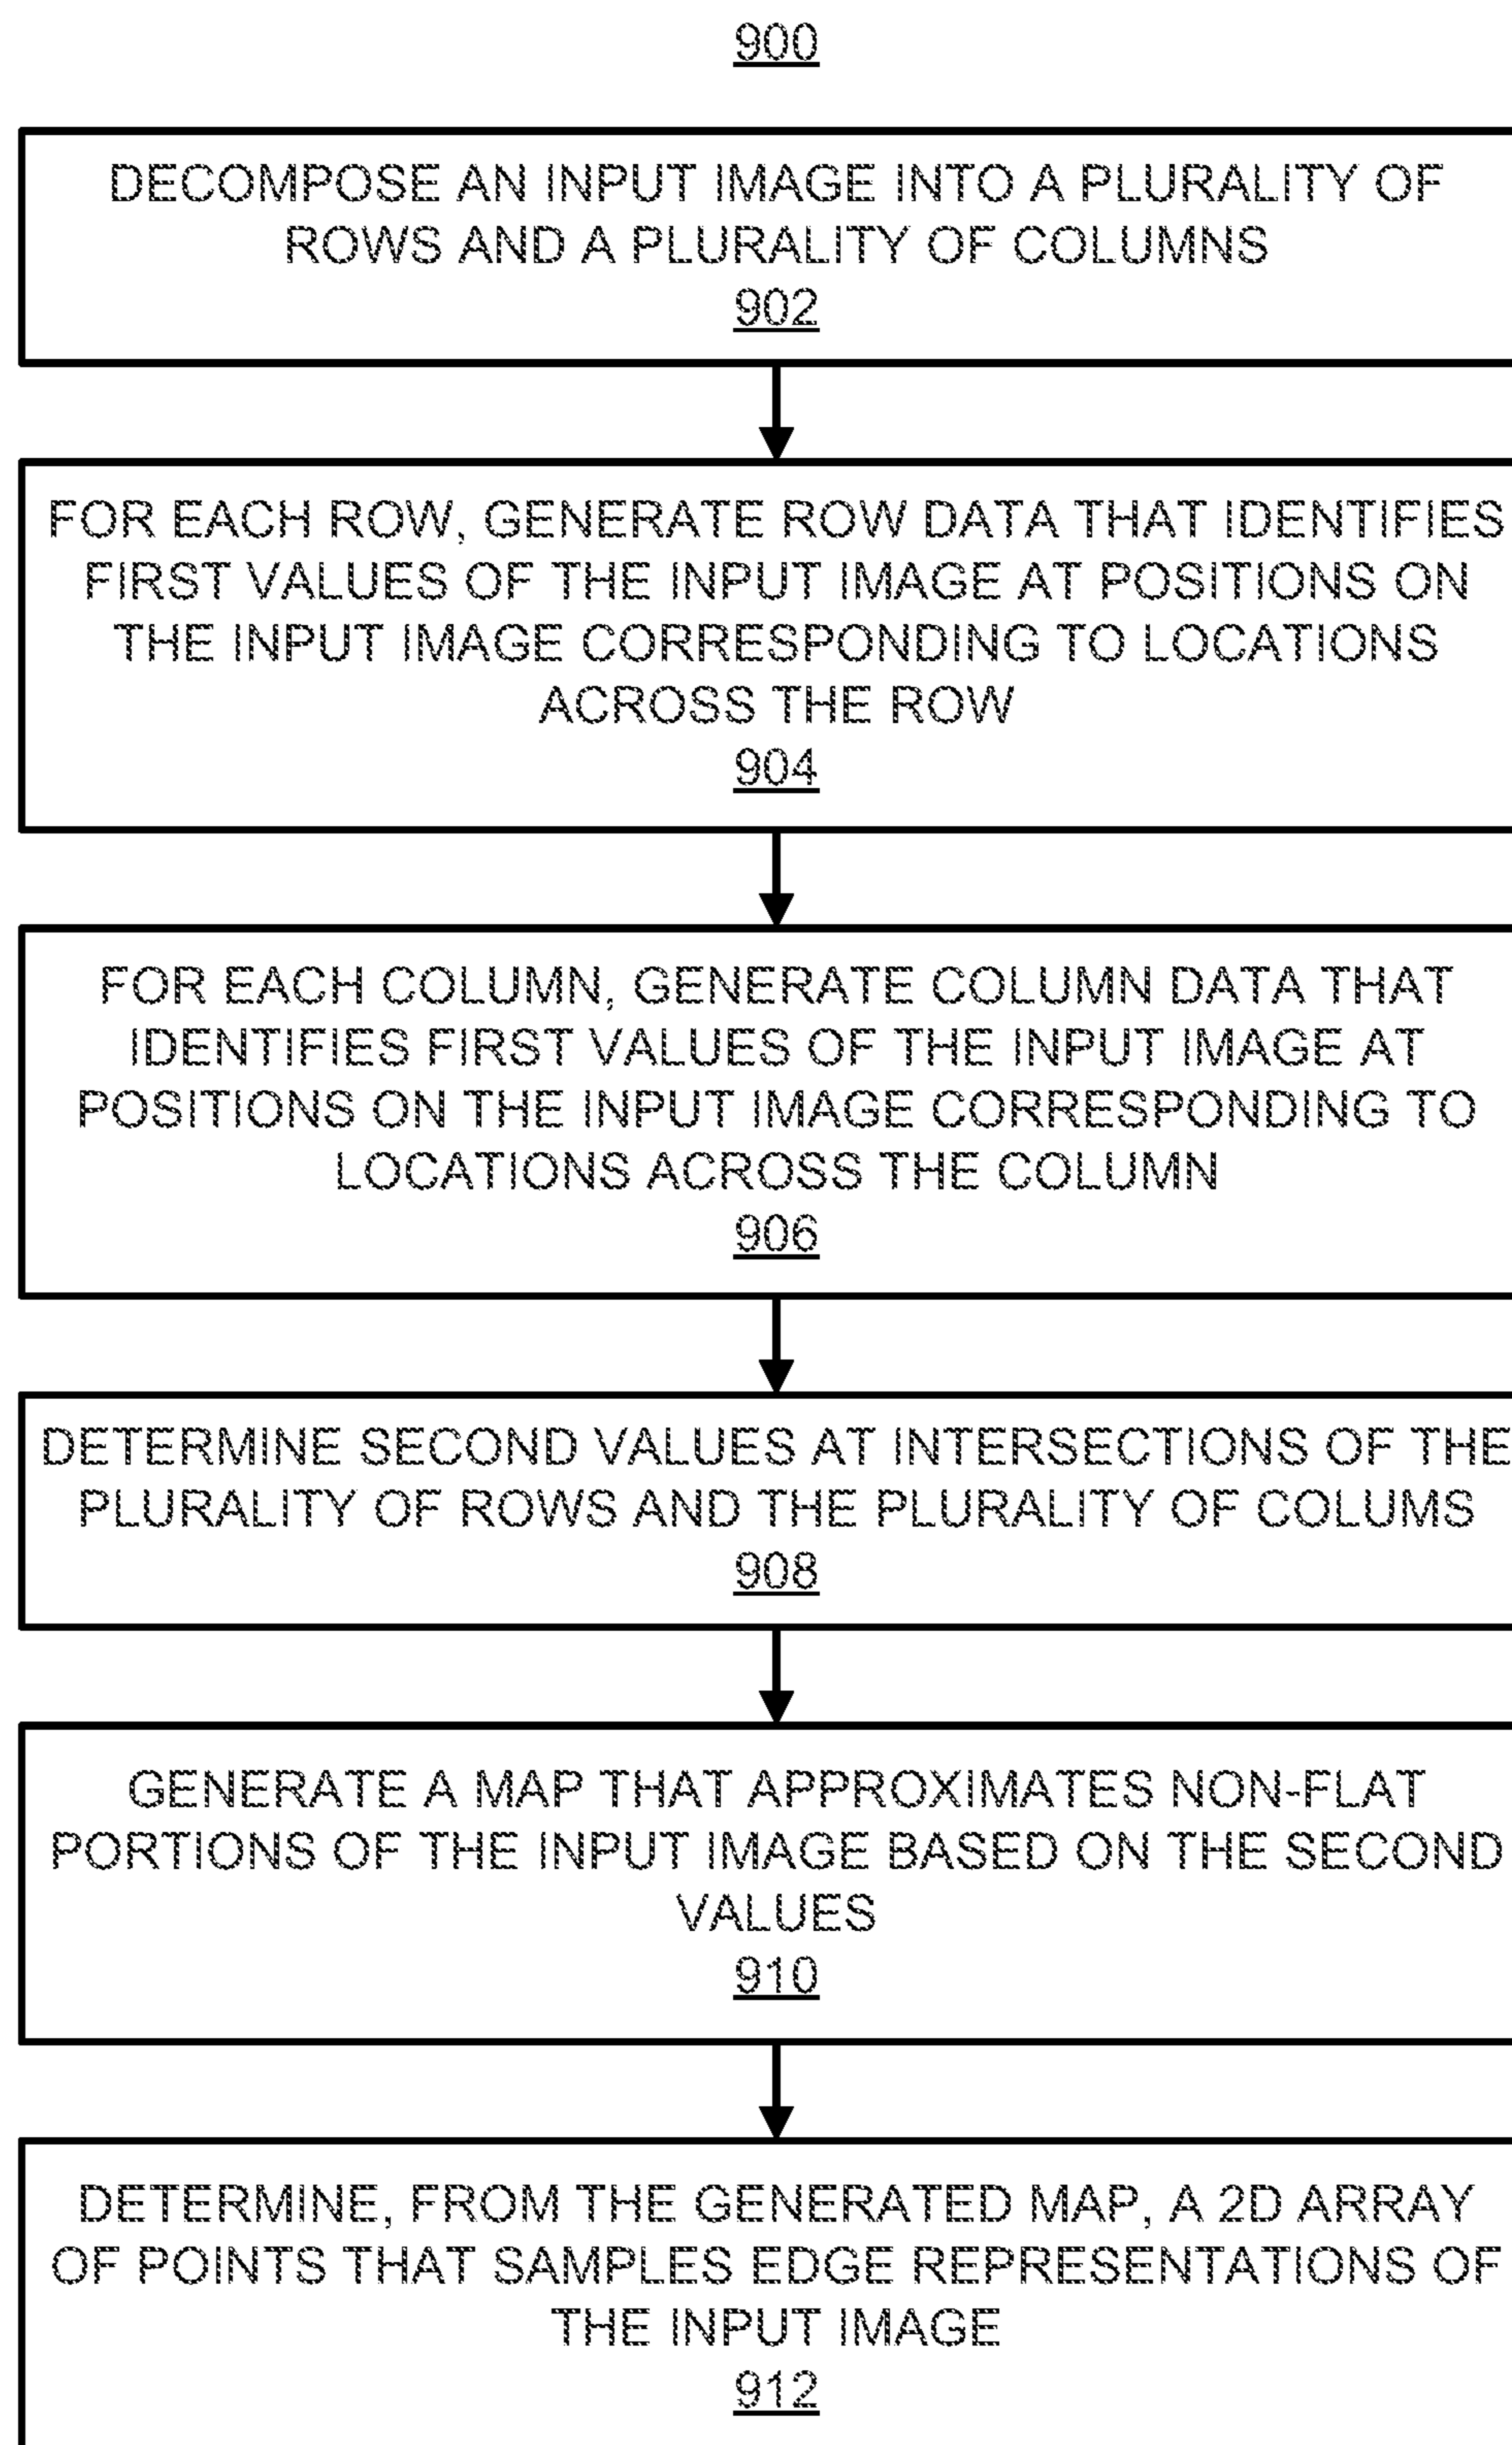 900
DECOMPOSE AN INPUT IMAGE INTO A PLURALITY OF
ROWS AND A PLURALITY OF COLUMNS
902
FOR EACH ROW, GENERATE ROW DATA THAT IDENTIFIES
FIRST VALUES OF THE INPUT IMAGE AT POSITIONS ON
THE INPUT IMAGE CORRESPONDING TO LOCATIONS
ACROSS THE ROW
904
FOR EACH COLUMN, GENERATE COLUMN DATA THAT
IDENTIFIES FIRST VALUES OF THE INPUT IMAGE AT
POSITIONS ON THE INPUT IMAGE CORRESPONDING TO
LOCATIONS ACROSS THE COLUMN
906
DETERMINE SECOND VALUES AT INTERSECTIONS OF THE
PLURALITY OF ROWS AND THE PLURALITY OF COLUMS
908
GENERATE A MAP THAT APPROXIMATES NON-FLAT
PORTIONS OF THE INPUT IMAGE BASED ON THE SECOND
VALUES
910
DETERMINE, FROM THE GENERATED MAP, A 2D ARRAY
OF POINTS THAT SAMPLES EDGE REPRESENTATIONS OF
THE INPUT IMAGE
912